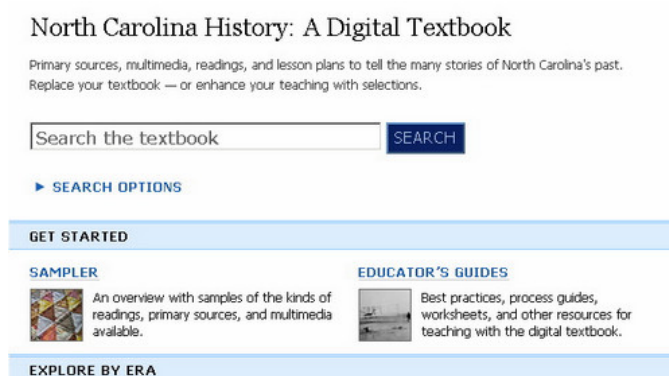 North Carolina History: A Digital Textbook
Primary sources, multimedia, readings, and lesson plans to tell the many stories of North Carolina's past.
Replace your textbook — or enhance your teaching with selections.
Search the textbook SEARCH
► SEARCH OPTIONS
GET STARTED
SAMPLER
An overview with samples of the kinds of
readings, primary sources, and multimedia
available.
EDUCATOR'S GUIDES
Best practices, process guides,
worksheets, and other resources for
teaching with the digital textbook.
EXPLORE BY ERA